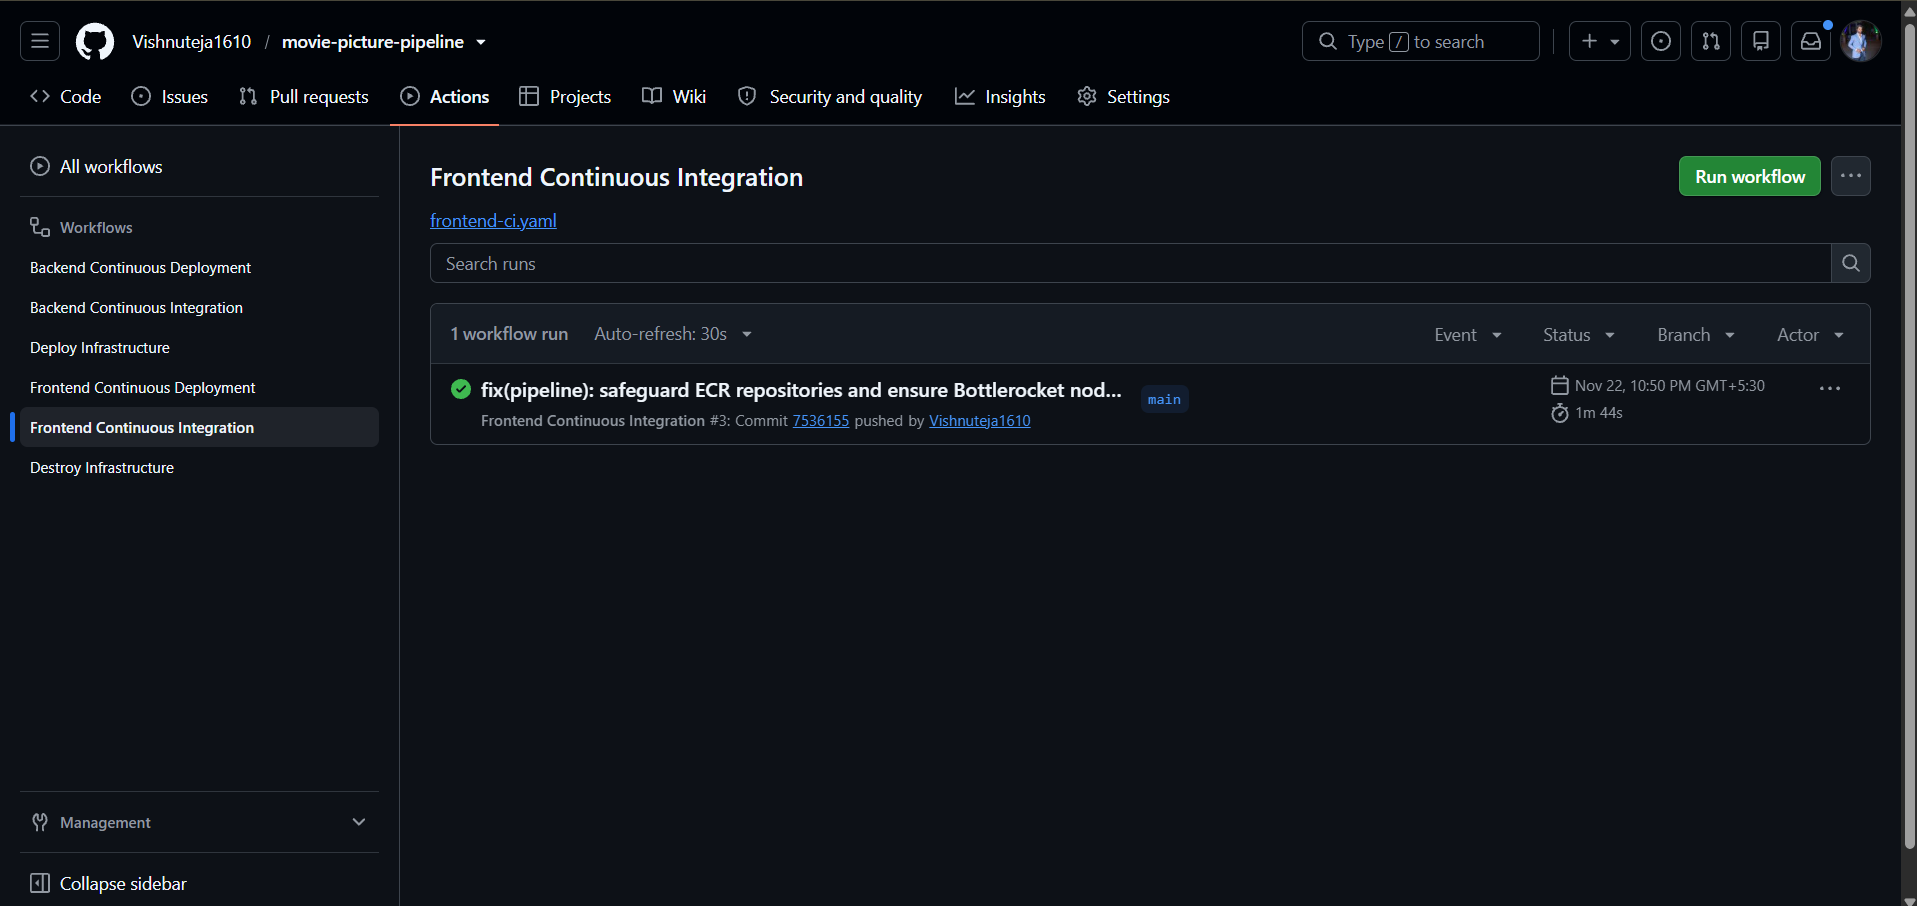 Vishnuteja1610 / movie-picture-pipeline
Type / to search
Code
Issues
Pull requests
Actions
Projects
Wiki
Security and quality
Insights
Settings
All workflows
Workflows
Backend Continuous Deployment
Backend Continuous Integration
Deploy Infrastructure
Frontend Continuous Deployment
Frontend Continuous Integration
Destroy Infrastructure
Management
Collapse sidebar
Frontend Continuous Integration
Run workflow
frontend-ci.yaml
Search runs
1 workflow run
Auto-refresh: 30s
Event
Status
Branch
Actor
fix(pipeline): safeguard ECR repositories and ensure Bottlerocket nod...
main
Frontend Continuous Integration #3: Commit 7536155 pushed by Vishnuteja1610
Nov 22, 10:50 PM GMT+5:30
1m 44s